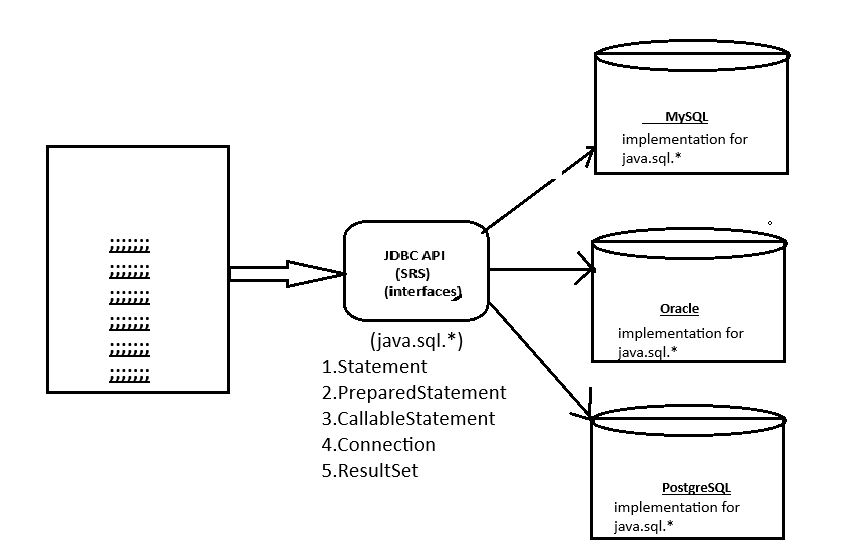 ;;;;;;;
;;;;;;;
;;;;;;;
;;;;;;;
;;;;;;;
;;;;;;;
JDBC API
(SRS)
(interfaces)
(java.sql.*)
1.Statement
2.PreparedStatement
3.CallableStatement
4.Connection
5.ResultSet
MySQL
implementation for
java.sql.*
Oracle
implementation for
java.sql.*
PostgreSQL
implementation for
java.sql.*